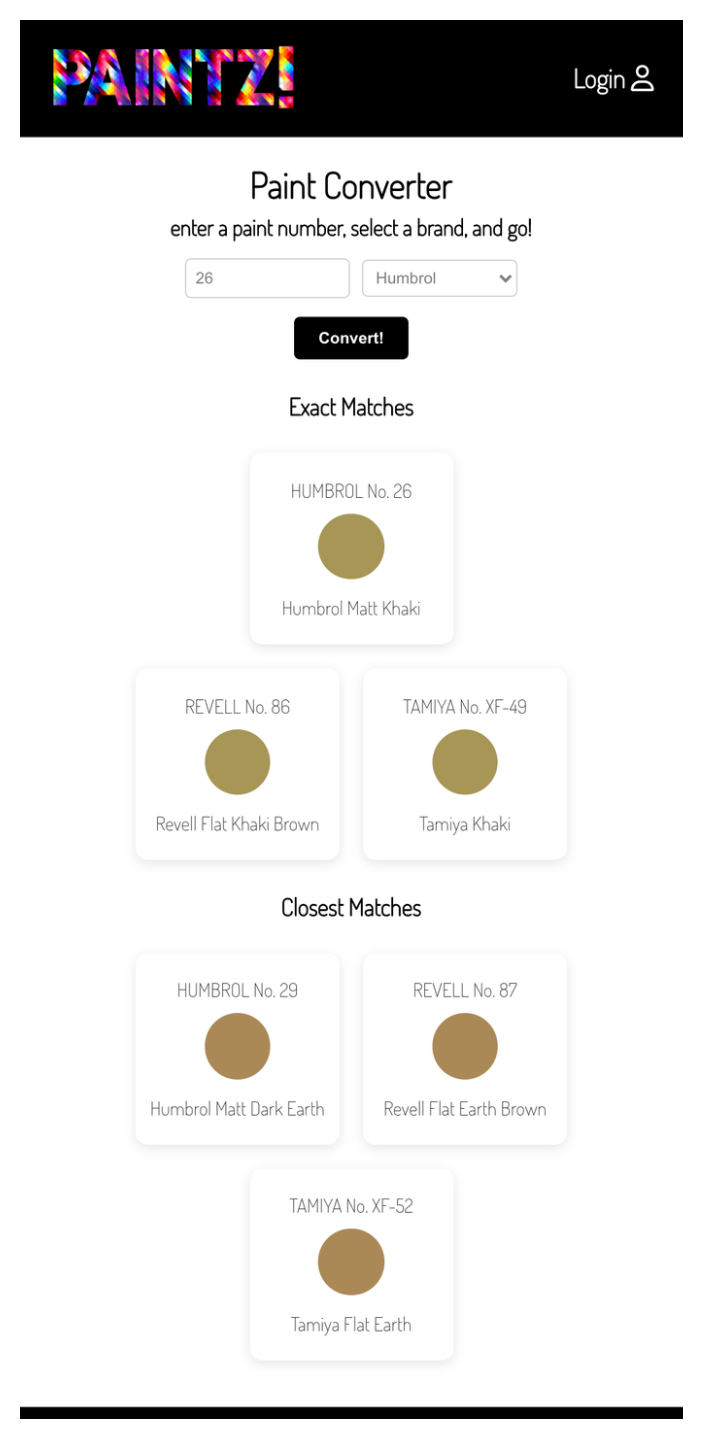 PAINTZ!
Login
Paint Converter
enter a paint number, select a brand, and go!
26
Humbrol
Convert!
Exact Matches
HUMBROL No. 26
Humbrol Matt Khaki
REVELL No. 86
Revell Flat Khaki Brown
TAMIYA No. XF-49
Tamiya Khaki
Closest Matches
HUMBROL No. 29
Humbrol Matt Dark Earth
REVELL No. 87
Revell Flat Earth Brown
TAMIYA No. XF-52
Tamiya Flat Earth